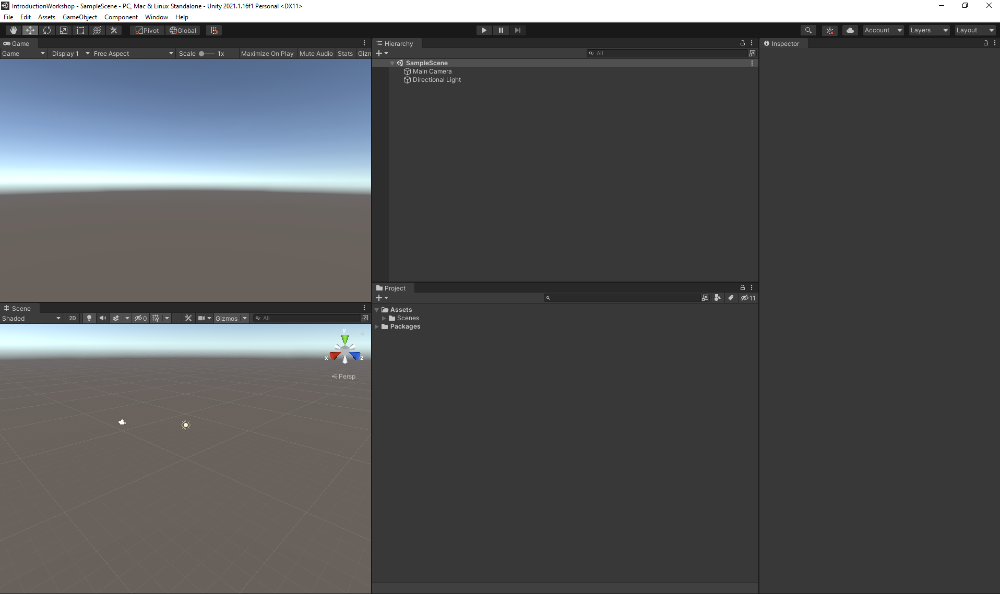 IntroductionWorkshop - SampleScene - PC, Mac & Linux Standalone - Unity 2021.1.16f1 Personal <DX11>
File Edit Assets GameObject Component Window Help
Pivot Global Account Layers Layout
Game
Game Display 1 Free Aspect Scale 1x Maximize On Play Mute Audio Stats Gizm
Hierarchy
All
SampleScene
Main Camera
Directional Light
Inspector
Scene
Shaded 2D 0 Gizmos All
y
x z
Persp
Project
11
Assets
Scenes
Packages